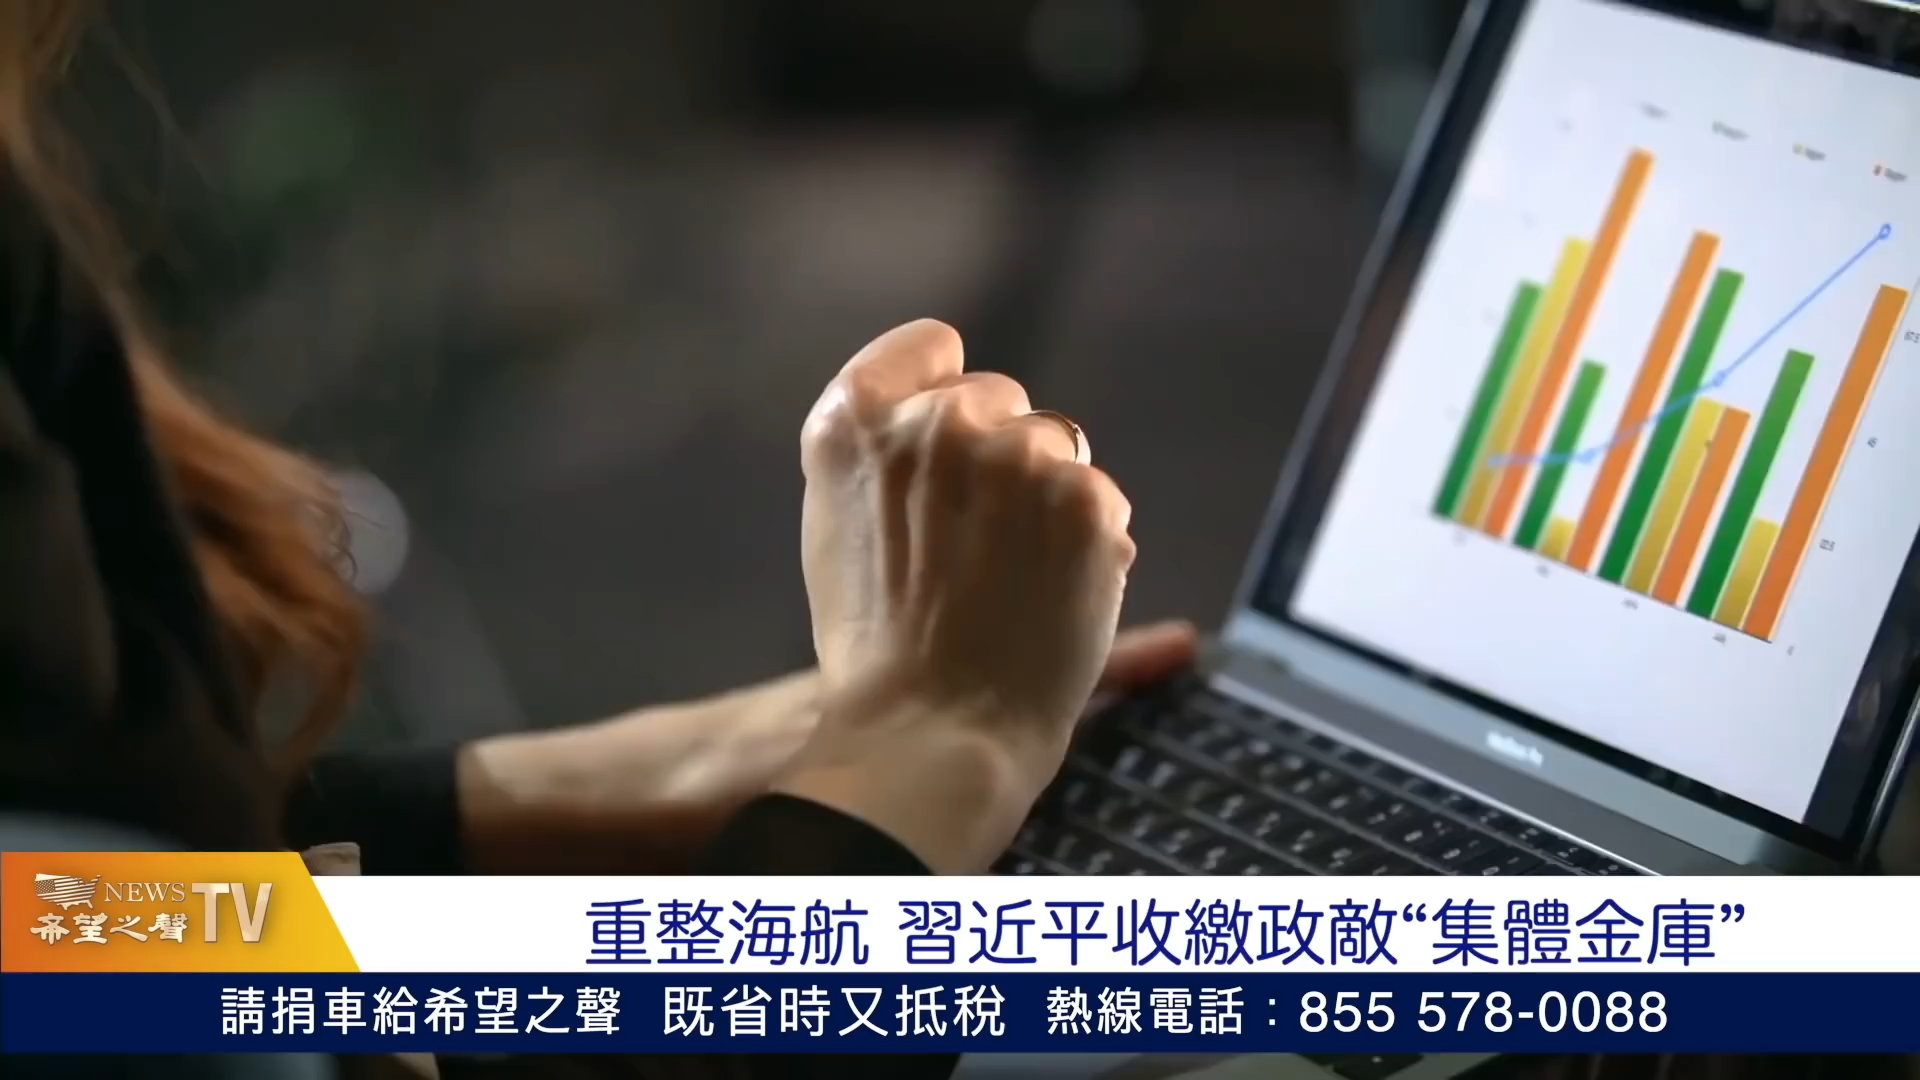 NEWS
希望之聲 TV
重整海航 習近平收繳政敵“集體金庫”
請捐車給希望之聲 既省時又抵稅 熱線電話：855 578-0088